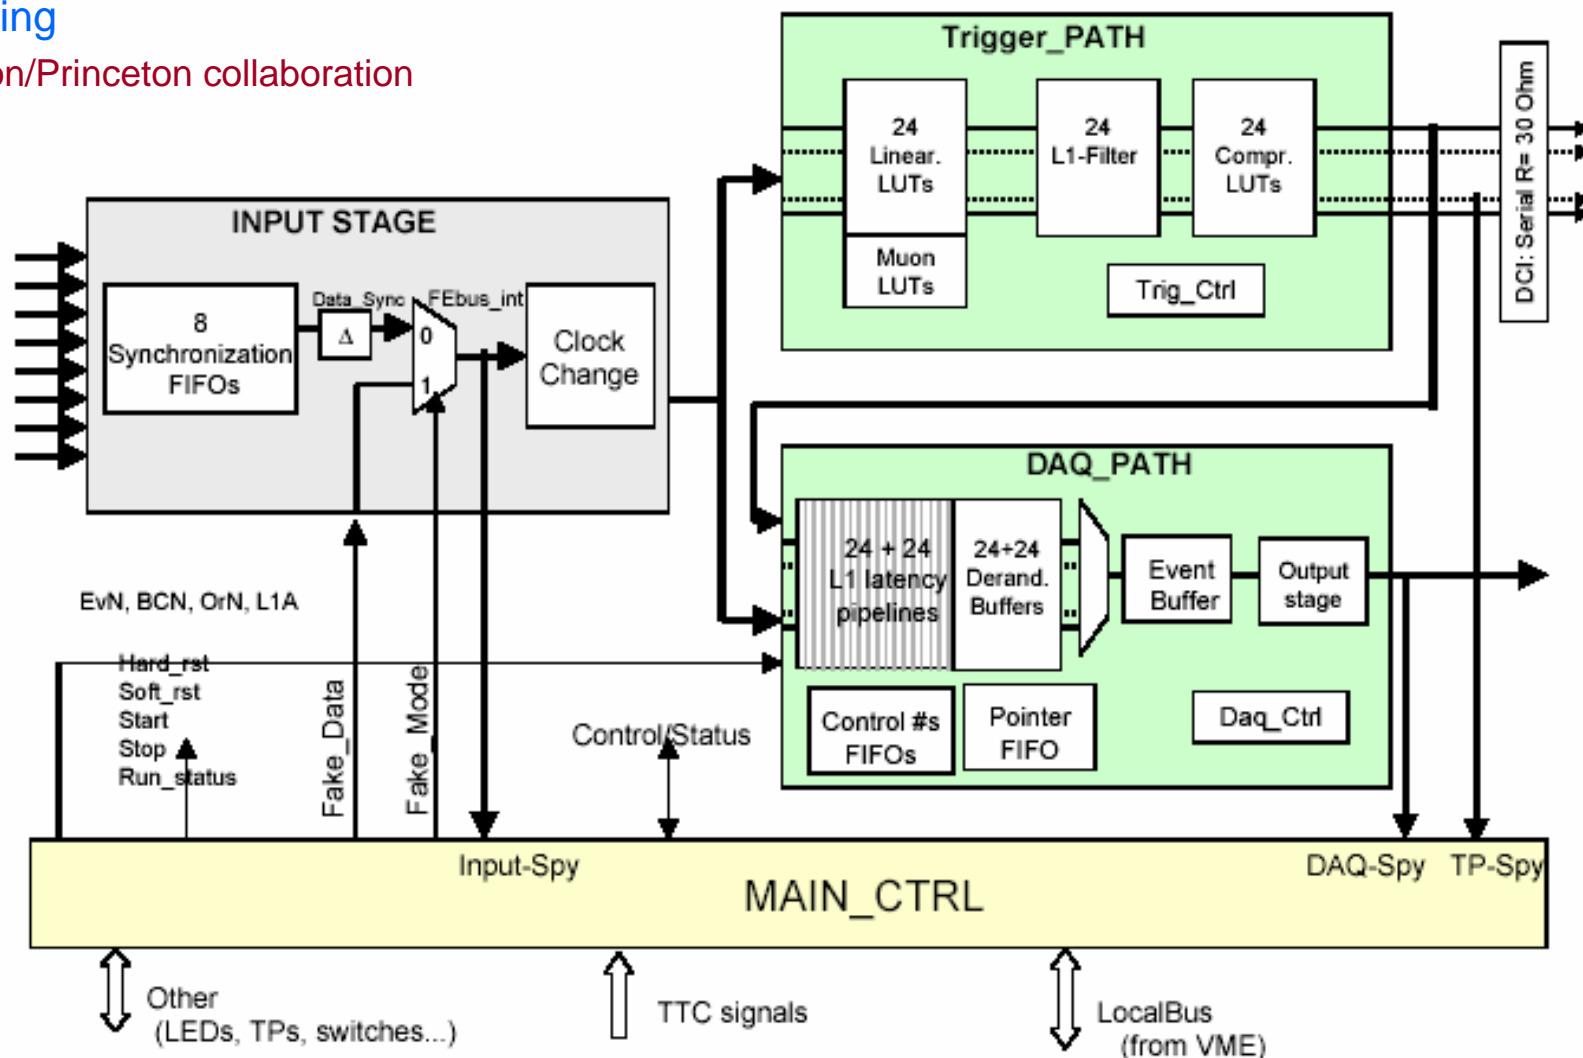 ing
on/Princeton collaboration
Trigger_PATH
24
Linear.
LUTs
Muon
LUTs
24
L1-Filter
24
Compr.
LUTs
Trig_Ctrl
DCI: Serial R= 30 Ohm
INPUT STAGE
8
Synchronization
FIFOs
Data_Sync
Δ
FEbus_int
0
1
Clock
Change
DAQ_PATH
24 + 24
L1 latency
pipelines
24+24
Derand.
Buffers
Event
Buffer
Output
stage
Control #s
FIFOs
Pointer
FIFO
Daq_Ctrl
EvN, BCN, OrN, L1A
Hard_rst
Soft_rst
Start
Stop
Run_status
Fake_Data
Fake_Mode
Control/Status
Input-Spy
DAQ-Spy
TP-Spy
MAIN_CTRL
Other
(LEDs, TPs, switches...)
TTC signals
LocalBus
(from VME)